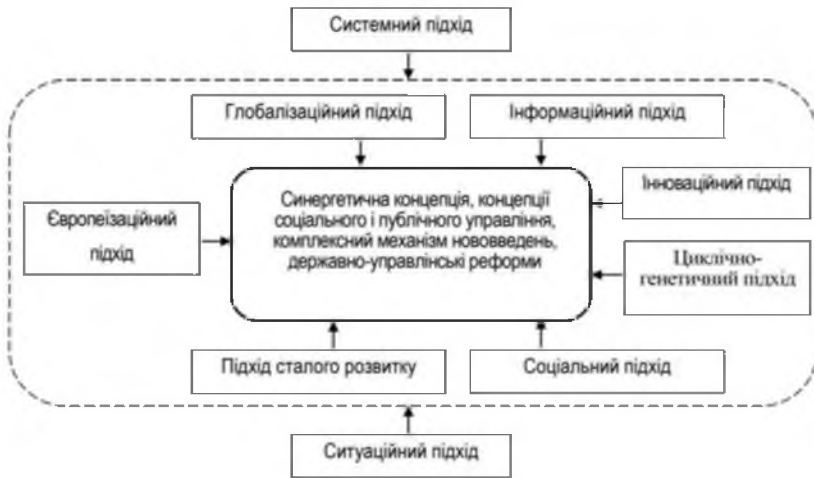 Системний підхід
Глобалізаційний підхід
Інформаційний підхід
Синергетична концепція, концепції
соціального і публічного управління,
комплексний механізм нововведень,
державно-управлінські реформи
Європеїзаційний
підхід
Інноваційний підхід
Циклічно-
генетичний підхід
Підхід сталого розвитку
Соціальний підхід
Ситуаційний підхід